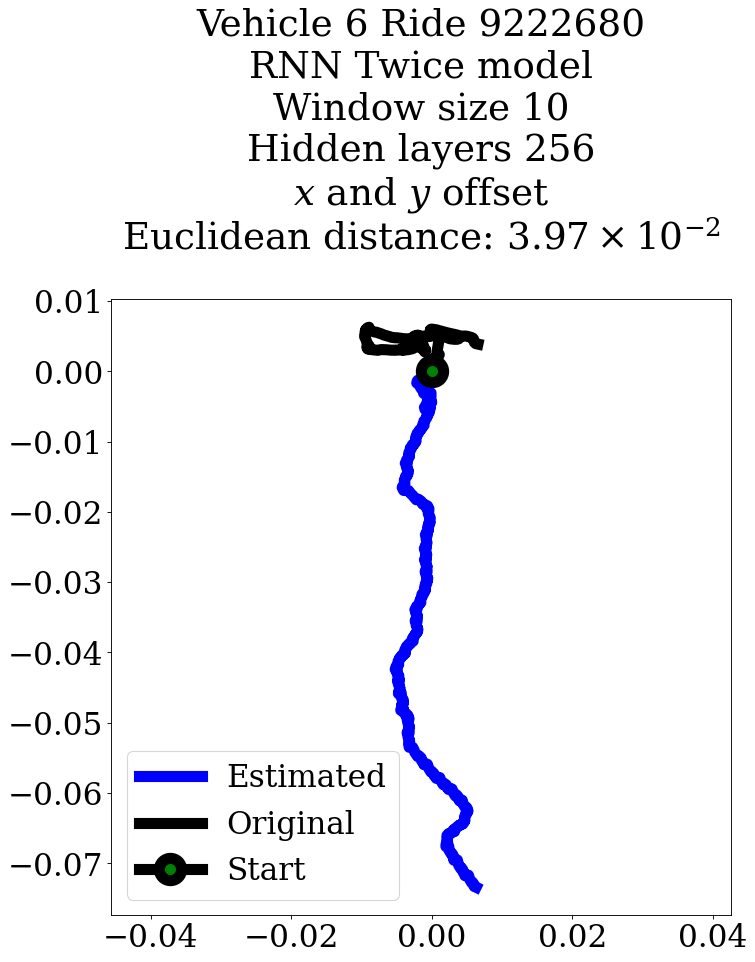 Vehicle 6 Ride 9222680
RNN Twice model
Window size 10
Hidden layers 256
x and y offset
Euclidean distance: 3.97 × 10⁻²
0.01
0.00
−0.01
−0.02
−0.03
−0.04
−0.05
−0.06
−0.07
Estimated
Original
Start
−0.04
−0.02
0.00
0.02
0.04